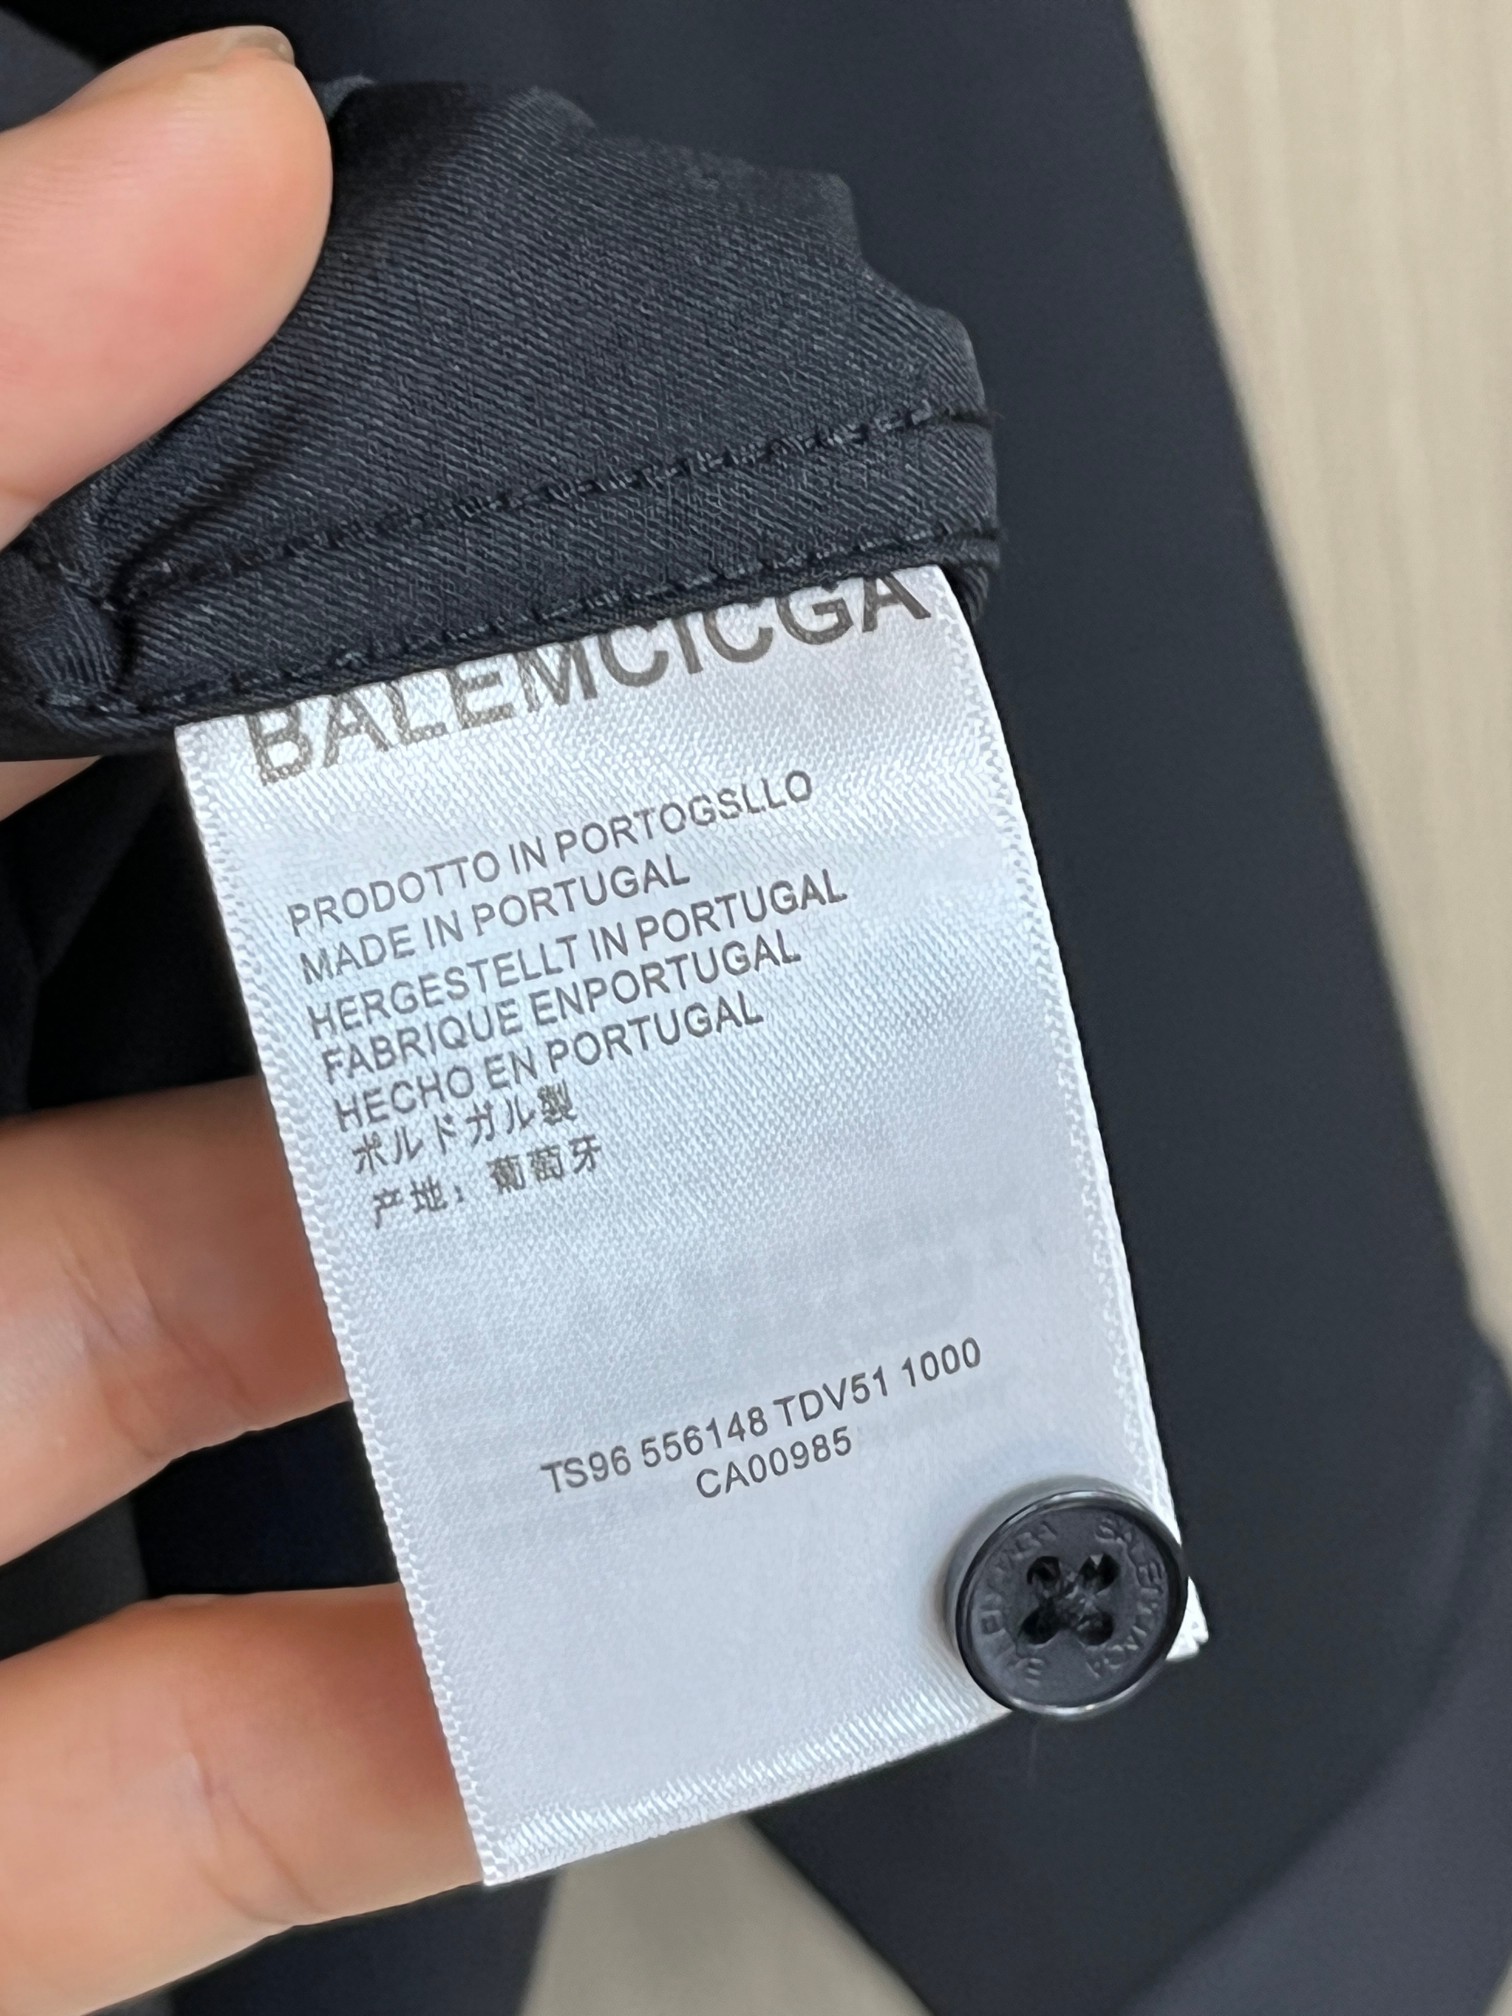 BALEMCICGA
PRODOTTO IN PORTOGSLLO
MADE IN PORTUGAL
HERGESTELLT IN PORTUGAL
FABRIQUE ENPORTUGAL
HECHO EN PORTUGAL
ポルドガル製
产地：葡萄牙
TS96 556148 TDV51 1000
CA00985